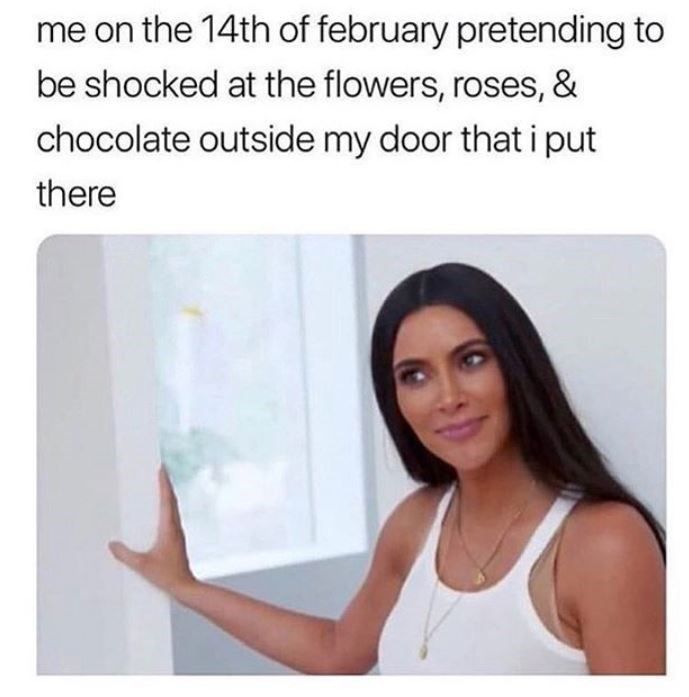 me on the 14th of february pretending to
be shocked at the flowers, roses, &
chocolate outside my door that i put
there